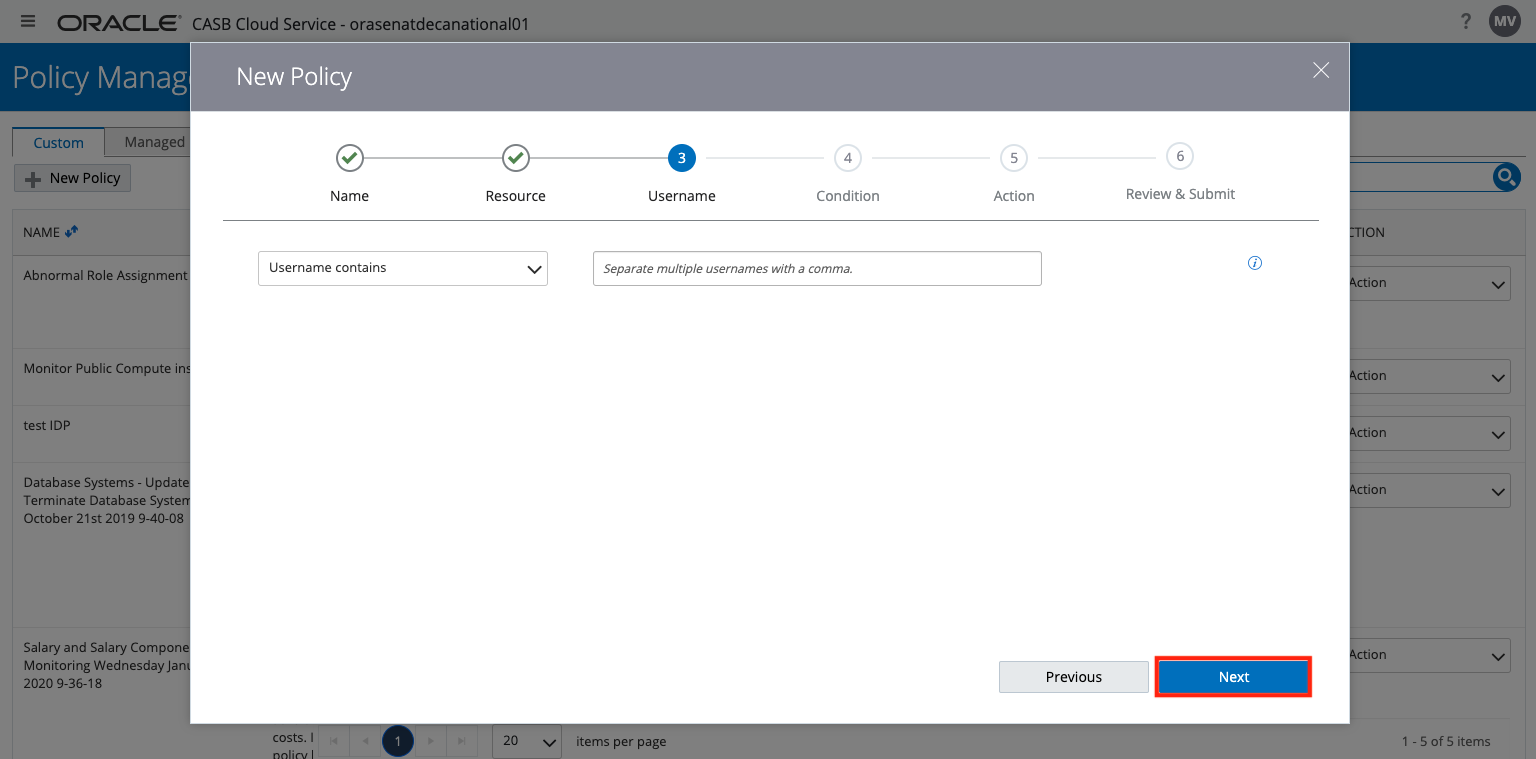 ORACLE® CASB Cloud Service - orasenatdecanational01
? MV
Policy Manage
New Policy
Custom
Managed
New Policy
3
4
5
6
Name
Resource
Username
Condition
Action
Review & Submit
NAME
CTION
Username contains
Separate multiple usernames with a comma.
i
Abnormal Role Assignment
Action
Monitor Public Compute ins
Action
test IDP
Action
Database Systems - Update
Terminate Database System
October 21st 2019 9-40-08
Action
Salary and Salary Compone
Monitoring Wednesday Janu
2020 9-36-18
Action
Previous
Next
costs. I
policy
1
20
items per page
1 - 5 of 5 items